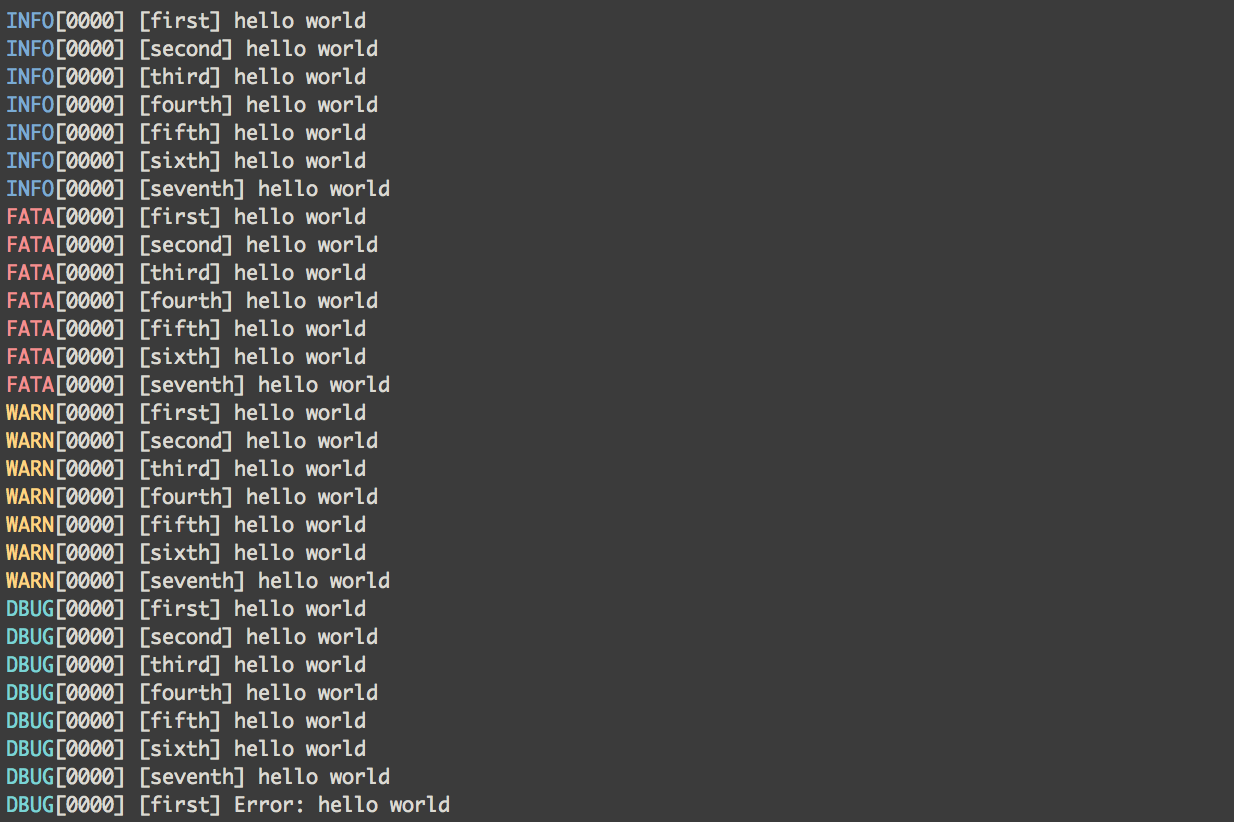 INFO[0000] [first] hello world
INFO[0000] [second] hello world
INFO[0000] [third] hello world
INFO[0000] [fourth] hello world
INFO[0000] [fifth] hello world
INFO[0000] [sixth] hello world
INFO[0000] [seventh] hello world
FATA[0000] [first] hello world
FATA[0000] [second] hello world
FATA[0000] [third] hello world
FATA[0000] [fourth] hello world
FATA[0000] [fifth] hello world
FATA[0000] [sixth] hello world
FATA[0000] [seventh] hello world
WARN[0000] [first] hello world
WARN[0000] [second] hello world
WARN[0000] [third] hello world
WARN[0000] [fourth] hello world
WARN[0000] [fifth] hello world
WARN[0000] [sixth] hello world
WARN[0000] [seventh] hello world
DBUG[0000] [first] hello world
DBUG[0000] [second] hello world
DBUG[0000] [third] hello world
DBUG[0000] [fourth] hello world
DBUG[0000] [fifth] hello world
DBUG[0000] [sixth] hello world
DBUG[0000] [seventh] hello world
DBUG[0000] [first] Error: hello world